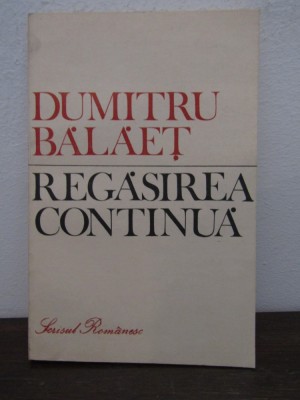 DUMITRU
BĂLĂEȚ
REGĂSIREA
CONTINUĂ
Scrisul Românesc